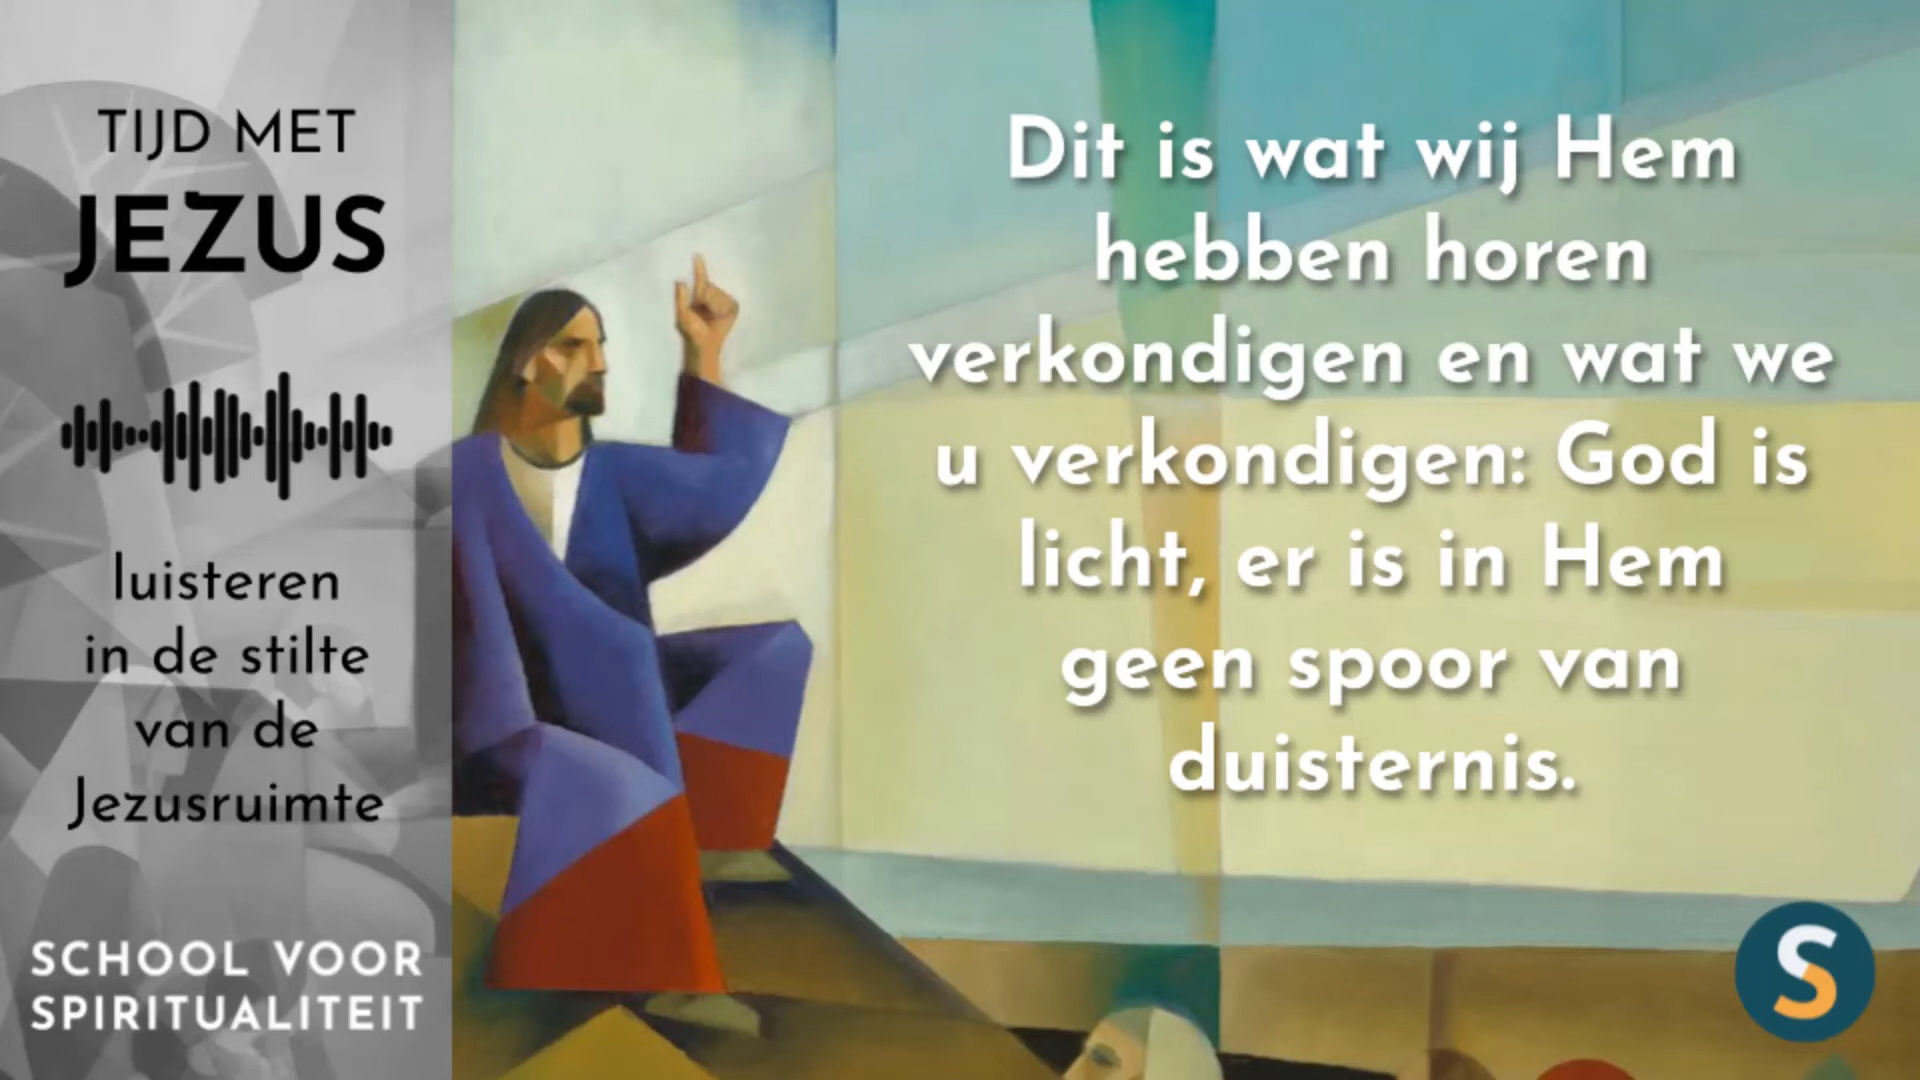 TIJD MET
JEZUS
luisteren
in de stilte
van de
Jezusruimte
SCHOOL VOOR
SPIRITUALITEIT
Dit is wat wij Hem
hebben horen
verkondigen en wat we
u verkondigen: God is
licht, er is in Hem
geen spoor van
duisternis.
S